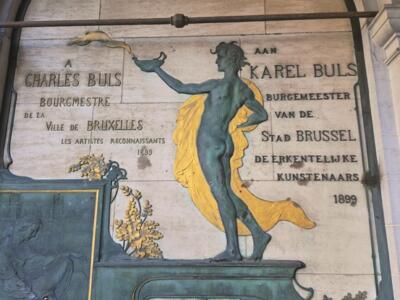 A
CHARLES BULS
BOURGMESTRE
DE LA
VILLE DE BRUXELLES
LES ARTISTES RECONNAISSANTS
1899
AAN
KAREL BULS
BURGEMEESTER
VAN DE
STAD BRUSSEL
DE ERKENTELIJKE
KUNSTENAARS
1899